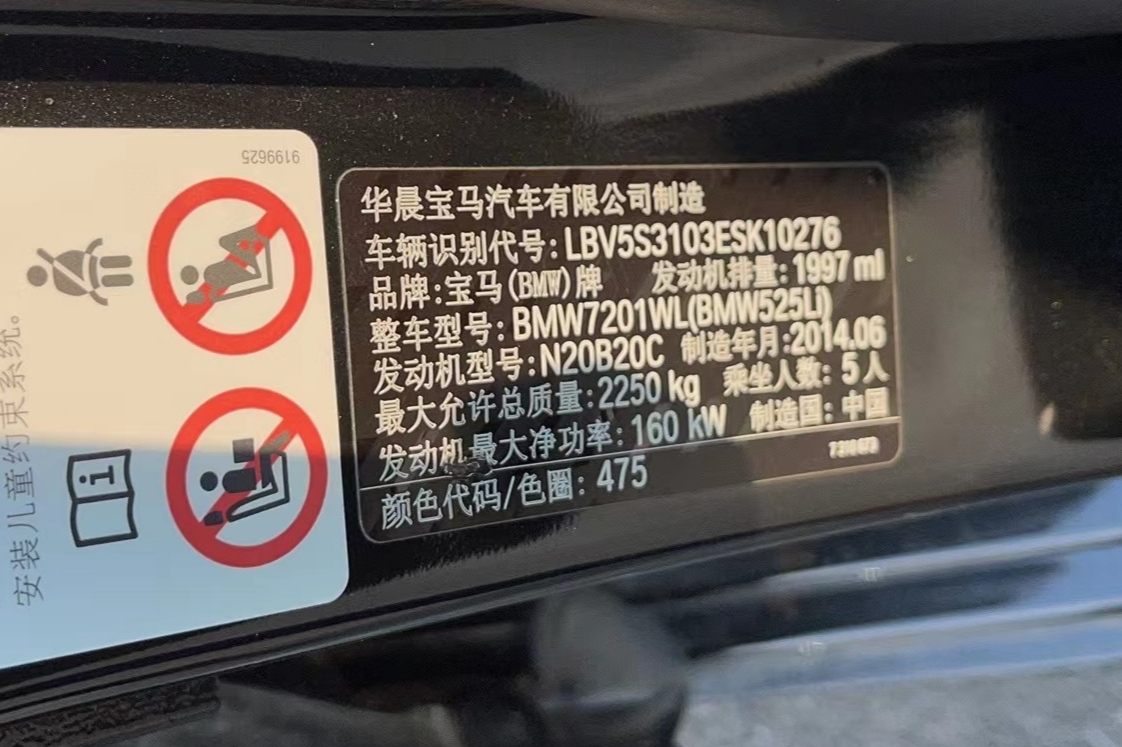 9199625
安装儿童约束系统。
华晨宝马汽车有限公司制造
车辆识别代号:LBV5S3103ESK10276
品牌:宝马(BMW)牌 发动机排量:1997 ml
整车型号:BMW7201WL(BMW525Li)
发动机型号:N20B20C 制造年月:2014.06
最大允许总质量:2250 kg 乘坐人数:5人
发动机最大净功率:160 kW 制造国:中国
颜色代码/色圈:475